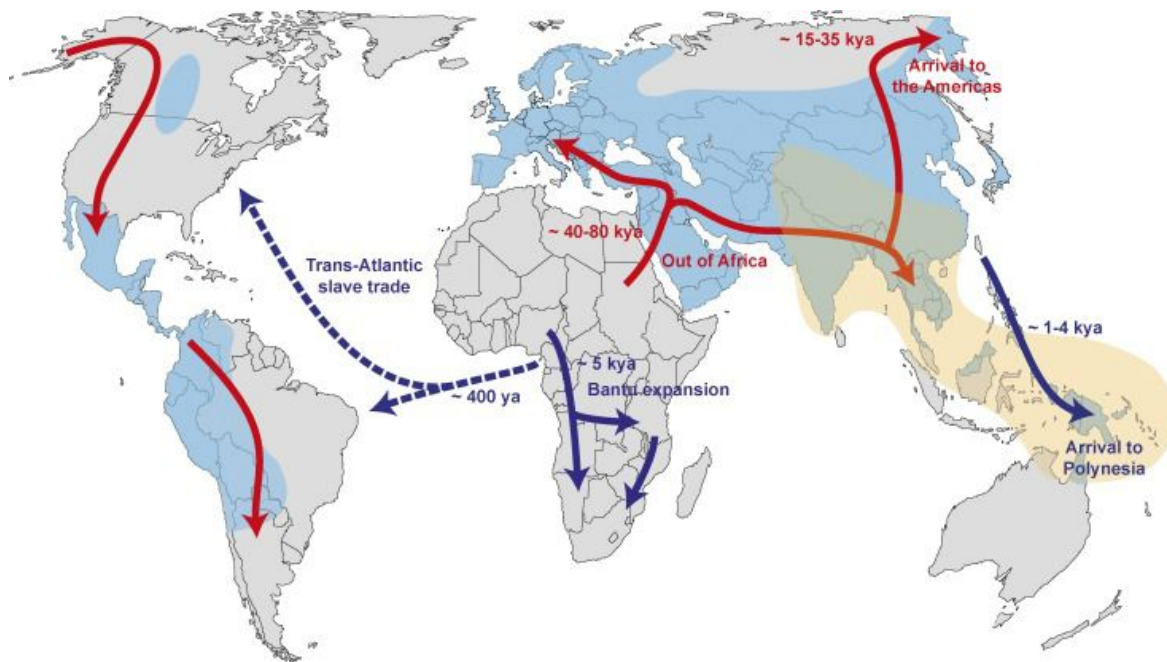 ~ 15-35 kya
Arrival to
the Americas
~ 40-80 kya
Out of Africa
Trans-Atlantic
slave trade
~ 1-4 kya
~ 5 kya
Bantu expansion
~ 400 ya
Arrival to
Polynesia